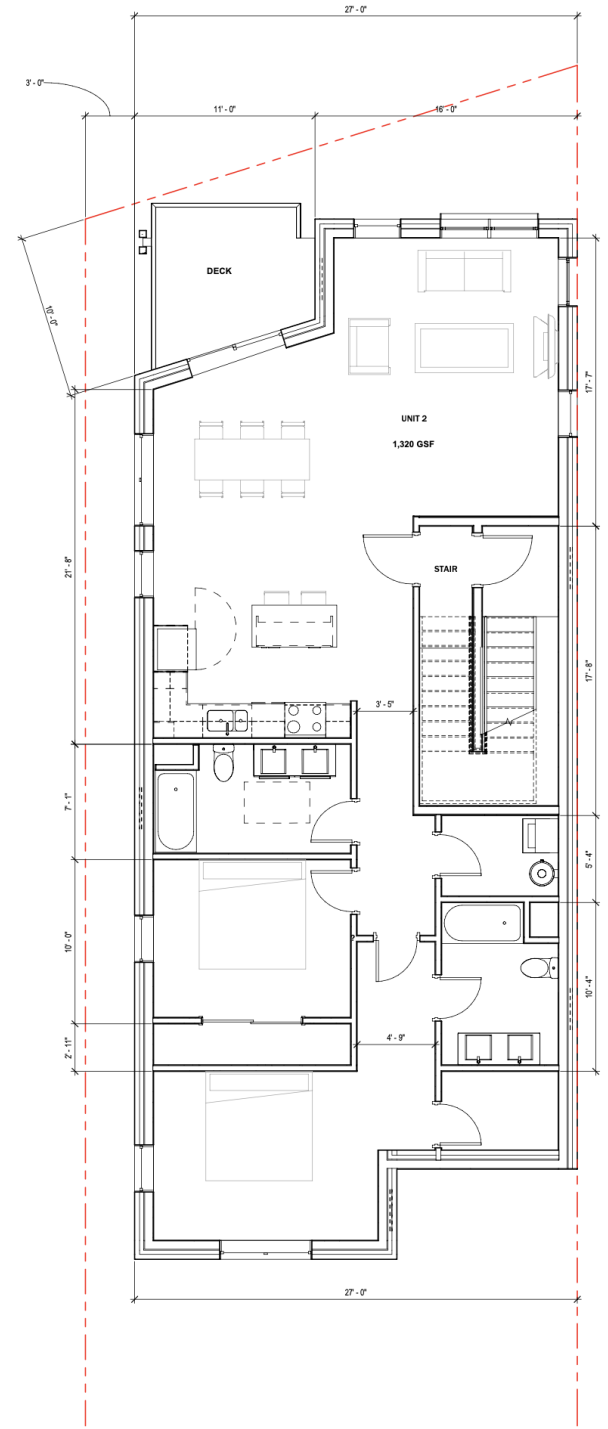 27' - 0"
3' - 0"
11' - 0"
16' - 0"
DECK
10' - 0"
17' - 7"
UNIT 2
1,320 GSF
21' - 8"
STAIR
17' - 8"
3' - 5"
7' - 1"
5' - 4"
10' - 0"
10' - 4"
4' - 9"
2' - 11"
27' - 0"